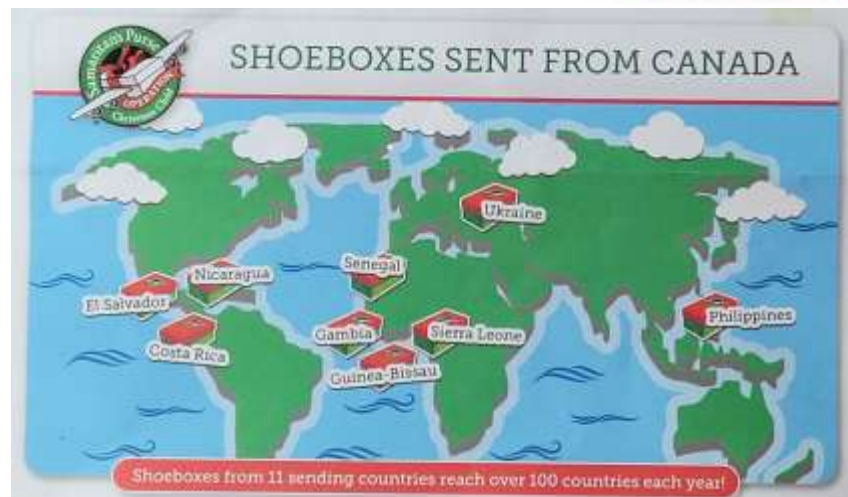 Samaritan's Purse
OPERATION
Christmas Child
SHOEBOXES SENT FROM CANADA
Ukraine
Senegal
Nicaragua
El Salvador
Philippines
Gambia
Sierra Leone
Costa Rica
Guinea-Bissau
Shoeboxes from 11 sending countries reach over 100 countries each year!